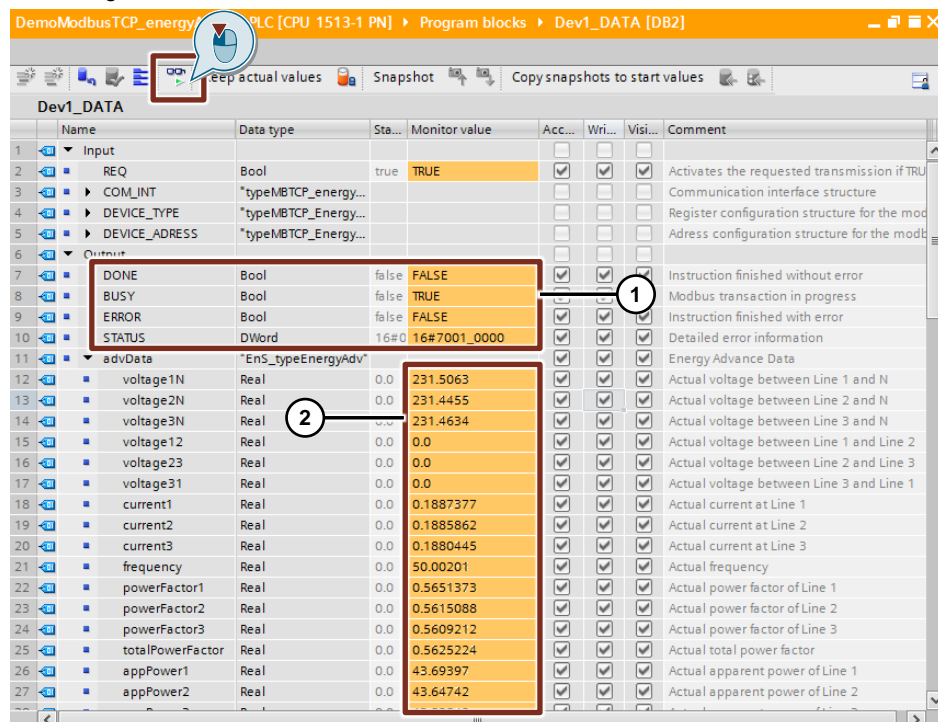 DemoModbusTCP_energy PLC [CPU 1513-1 PN] Program blocks Dev1_DATA [DB2]
eep actual values Snapshot Copy snapshots to start values
Dev1_DATA
Name Data type Sta... Monitor value Acc... Wri... Visi... Comment
1 Input
2 REQ Bool true TRUE Activates the requested transmission if TRU
3 COM_INT "typeMBTCP_energy... Communication interface structure
4 DEVICE_TYPE "typeMBTCP_Energy... Register configuration structure for the mod
5 DEVICE_ADRESS "typeMBTCP_Energy... Adress configuration structure for the modb
6 Output
7 DONE Bool false FALSE Instruction finished without error
8 BUSY Bool false TRUE Modbus transaction in progress
1
9 ERROR Bool false FALSE Instruction finished with error
10 STATUS DWord 16#0 16#7001_0000 Detailed error information
11 advData "EnS_typeEnergyAdv" Energy Advance Data
12 voltage1N Real 0.0 231.5063 Actual voltage between Line 1 and N
13 voltage2N Real 0.0 231.4455 Actual voltage between Line 2 and N
2
14 voltage3N Real 0.0 231.4634 Actual voltage between Line 3 and N
15 voltage12 Real 0.0 0.0 Actual voltage between Line 1 and Line 2
16 voltage23 Real 0.0 0.0 Actual voltage between Line 2 and Line 3
17 voltage31 Real 0.0 0.0 Actual voltage between Line 3 and Line 1
18 current1 Real 0.0 0.1887377 Actual current at Line 1
19 current2 Real 0.0 0.1885862 Actual current at Line 2
20 current3 Real 0.0 0.1880445 Actual current at Line 3
21 frequency Real 0.0 50.00201 Actual frequency
22 powerFactor1 Real 0.0 0.5651373 Actual power factor of Line 1
23 powerFactor2 Real 0.0 0.5615088 Actual power factor of Line 2
24 powerFactor3 Real 0.0 0.5609212 Actual power factor of Line 3
25 totalPowerFactor Real 0.0 0.5625224 Actual total power factor
26 appPower1 Real 0.0 43.69397 Actual apparent power of Line 1
27 appPower2 Real 0.0 43.64742 Actual apparent power of Line 2